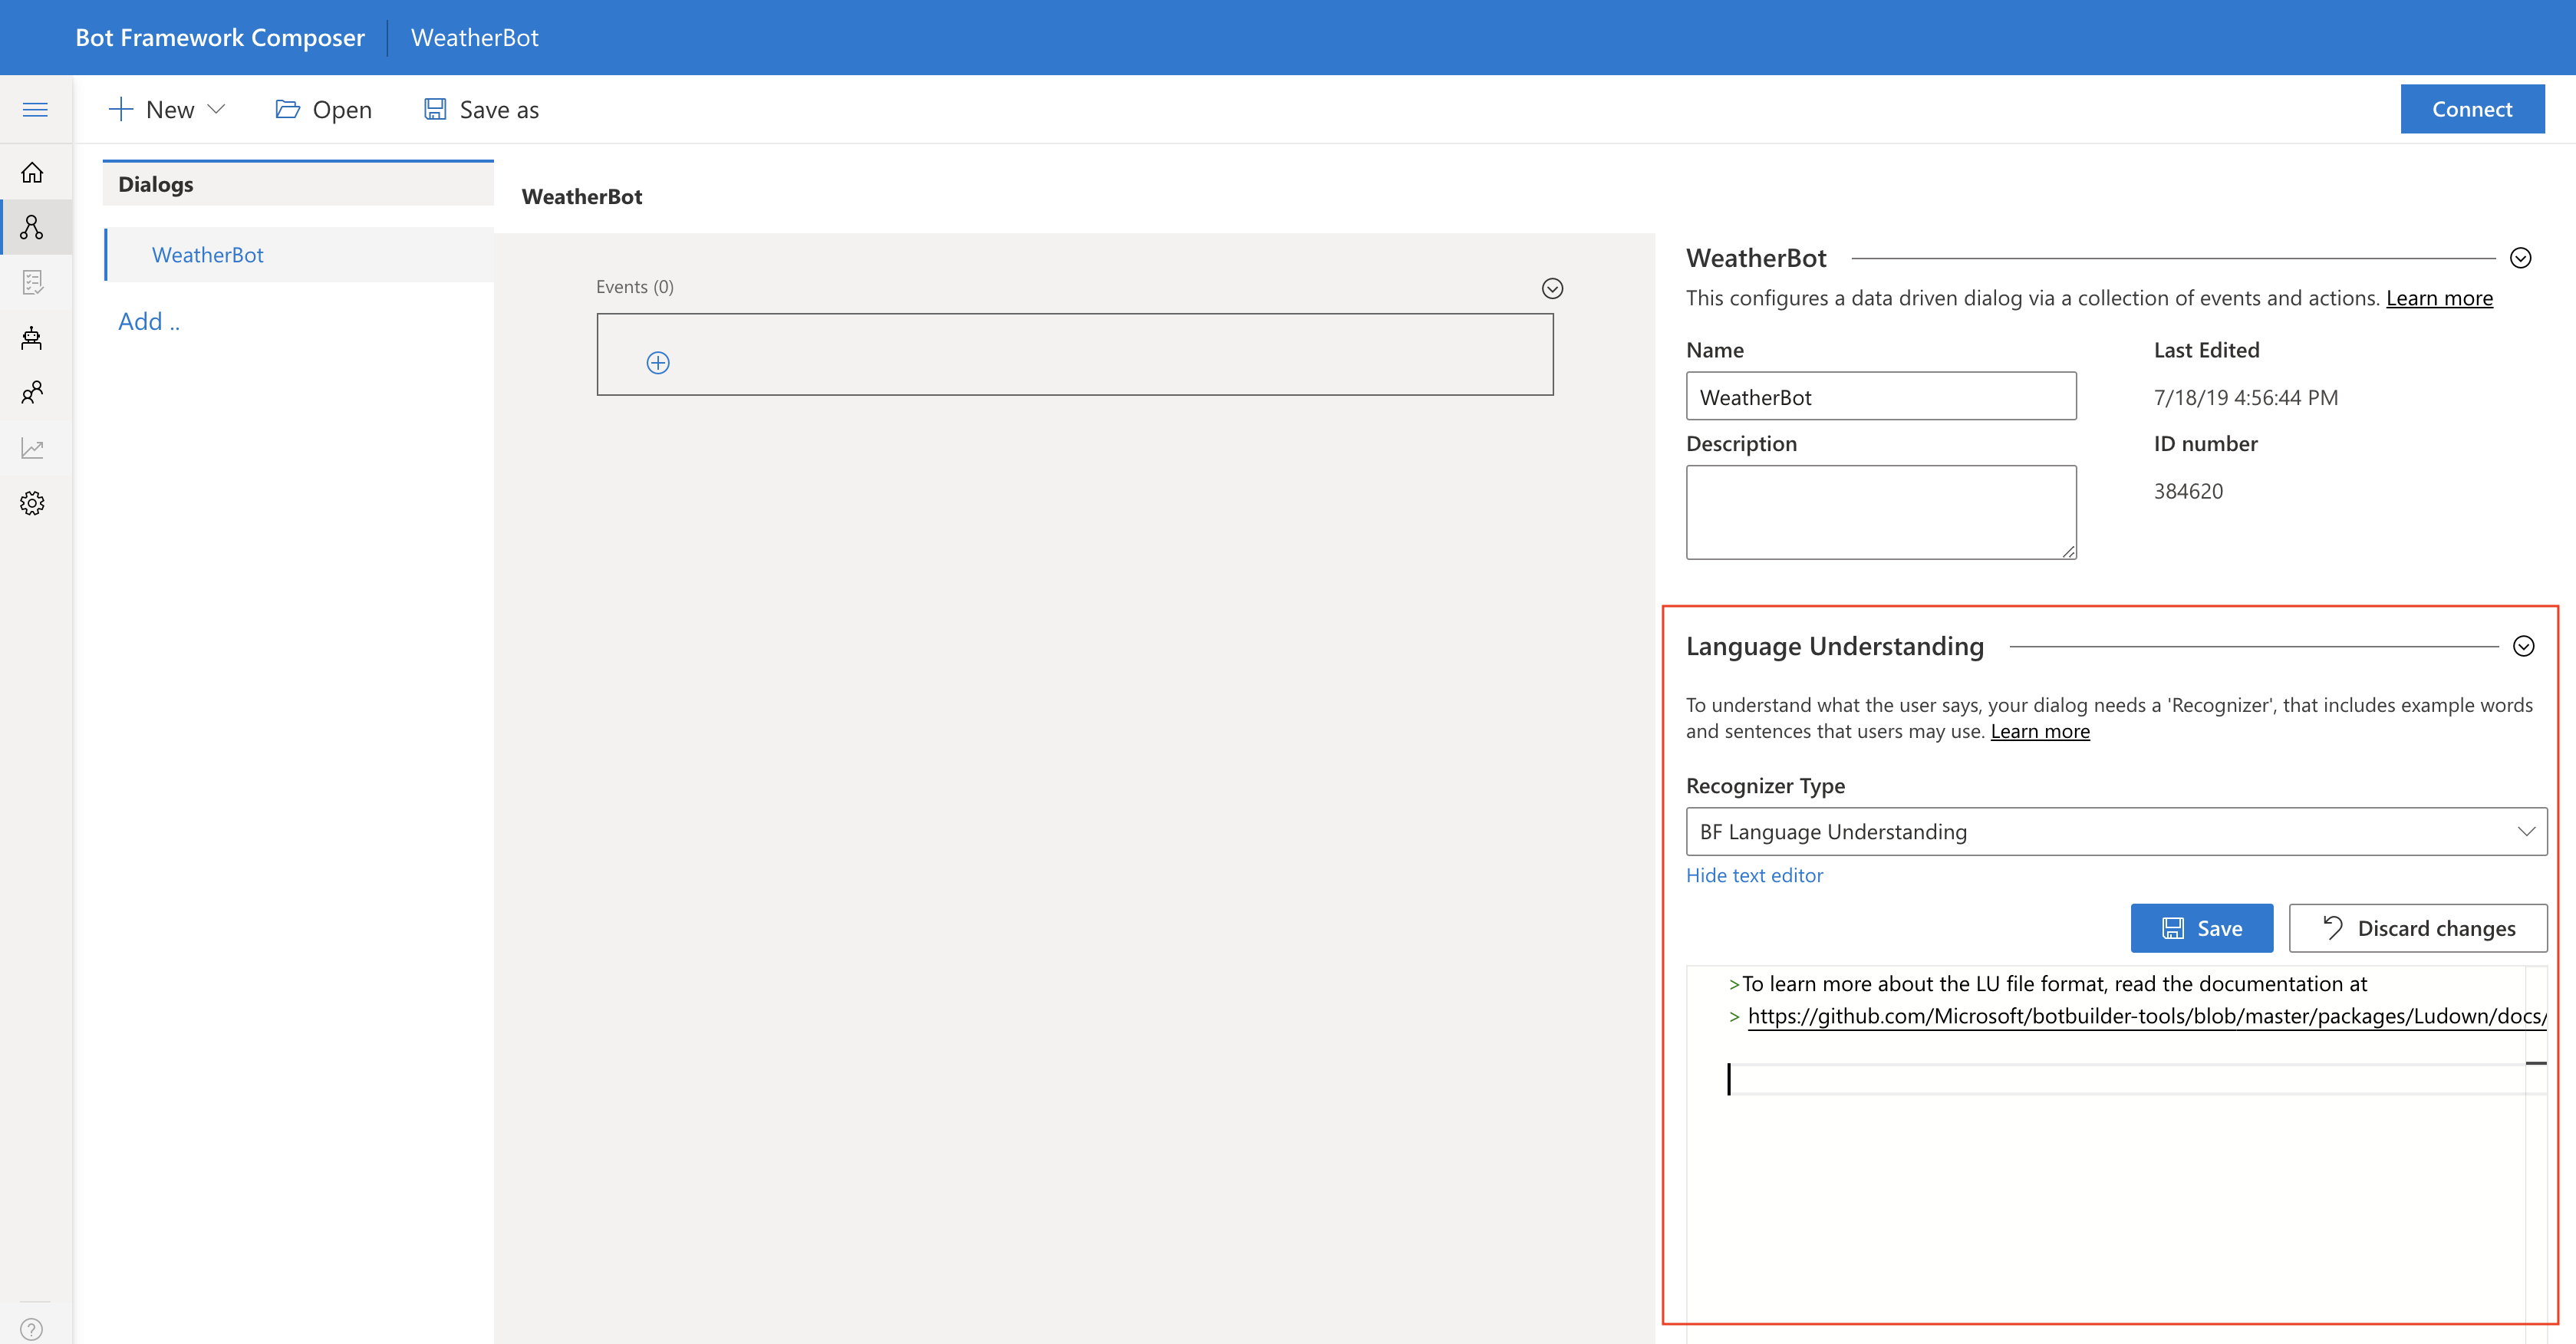 Bot Framework Composer WeatherBot
New Open Save as Connect
Dialogs
WeatherBot
Add ..
WeatherBot
Events (0)
WeatherBot
This configures a data driven dialog via a collection of events and actions. Learn more
Name Last Edited
WeatherBot 7/18/19 4:56:44 PM
Description ID number
384620
Language Understanding
To understand what the user says, your dialog needs a 'Recognizer', that includes example words
and sentences that users may use. Learn more
Recognizer Type
BF Language Understanding
Hide text editor
Save Discard changes
>To learn more about the LU file format, read the documentation at
> https://github.com/Microsoft/botbuilder-tools/blob/master/packages/Ludown/docs/